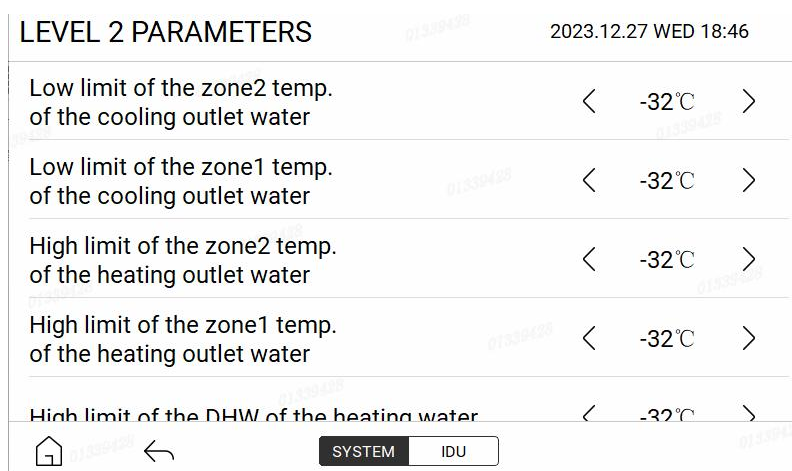 LEVEL 2 PARAMETERS
2023.12.27 WED 18:46
Low limit of the zone2 temp.
of the cooling outlet water
-32℃
Low limit of the zone1 temp.
of the cooling outlet water
-32℃
High limit of the zone2 temp.
of the heating outlet water
-32℃
High limit of the zone1 temp.
of the heating outlet water
-32℃
High limit of the DHW of the heating water
-32℃
SYSTEM
IDU
01339428